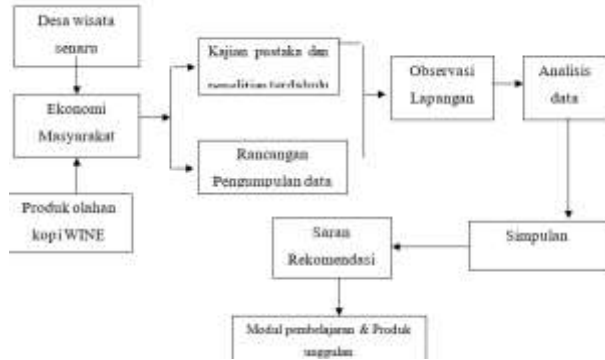 Desa wisata
senaru
Ekonomi
Masyarakat
Produk olahan
kopi WINE
Kajian pustaka dan
penelitian terdahulu
Rancangan
Pengumpulan data
Observasi
Lapangan
Analisis
data
Simpulan
Saran
Rekomendasi
Modul pembelajaran & Produk
unggulan